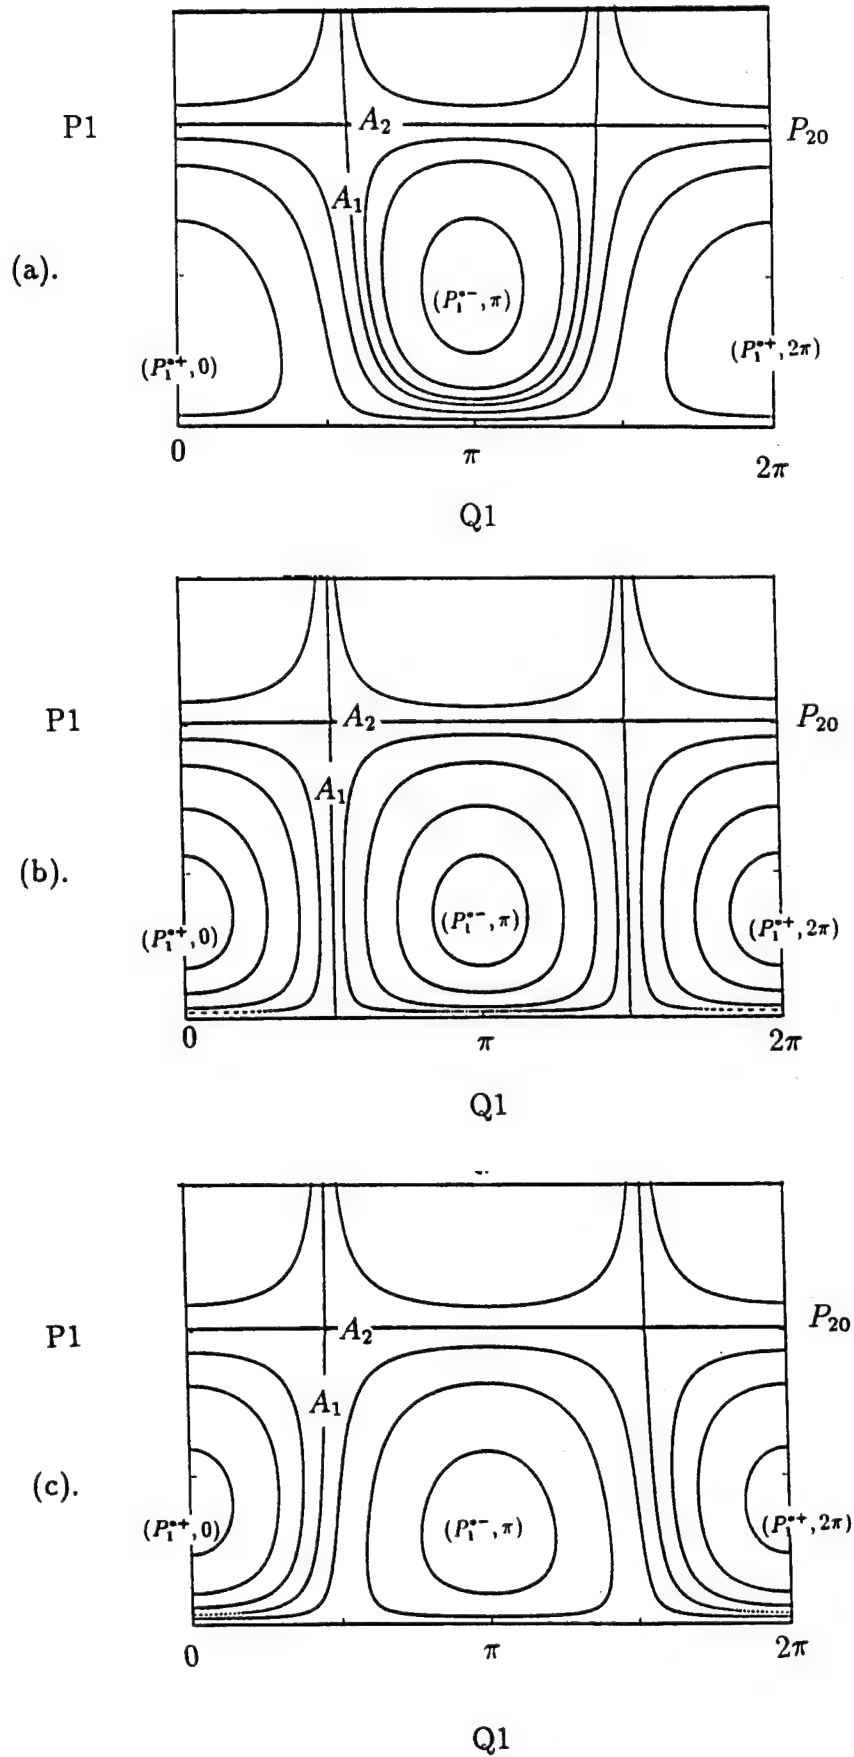 P1 A₂ P₂₀
A₁
(a).
(P₁*⁻, π)
(P₁*⁺, 0) (P₁*⁺, 2π)
0 π 2π
Q1
P1 A₂ P₂₀
A₁
(b).
(P₁*⁺, 0) (P₁*⁻, π) (P₁*⁺, 2π)
0 π 2π
Q1
P1 A₂ P₂₀
A₁
(c).
(P₁*⁺, 0) (P₁*⁻, π) (P₁*⁺, 2π)
0 π 2π
Q1